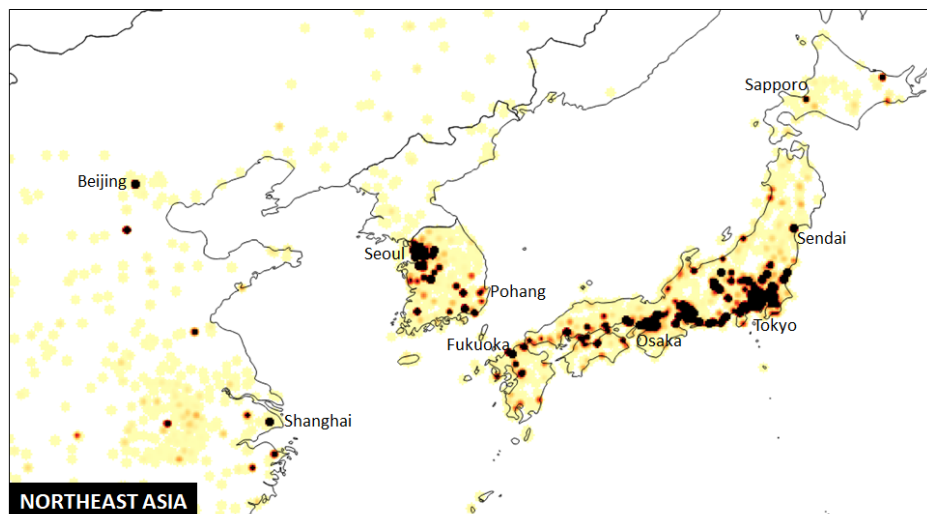 Sapporo
Beijing
Sendai
Seoul
Pohang
Tokyo
Osaka
Fukuoka
Shanghai
NORTHEAST ASIA